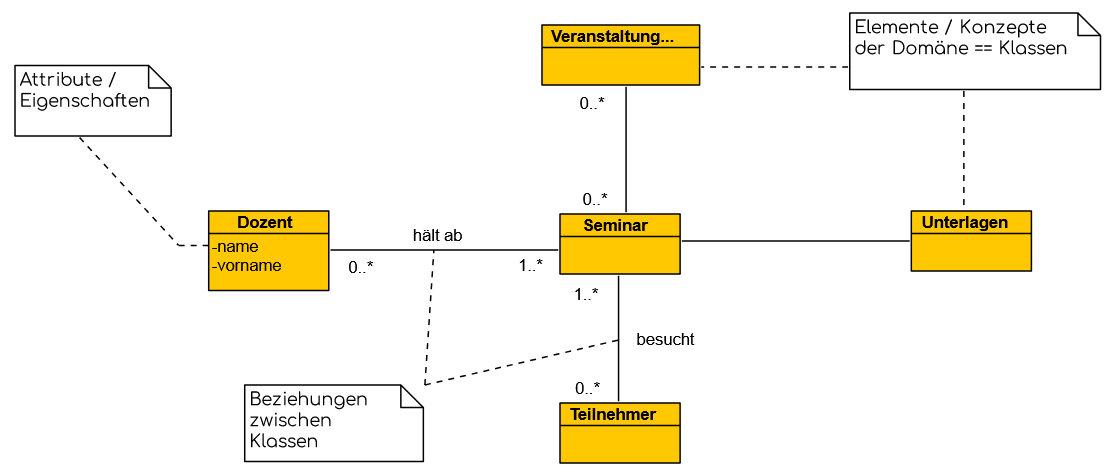 Veranstaltung...
Elemente / Konzepte
der Domäne == Klassen
Attribute /
Eigenschaften
0..*
0..*
Dozent
-name
-vorname
hält ab
0..*
1..*
Seminar
Unterlagen
1..*
besucht
0..*
Beziehungen
zwischen
Klassen
Teilnehmer